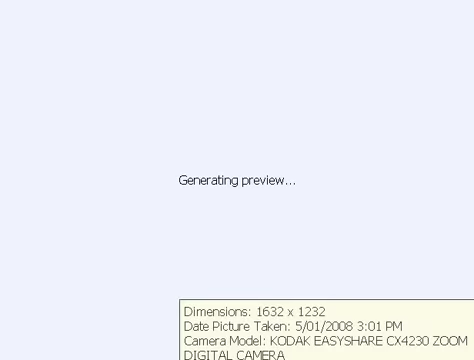 Generating preview...
Dimensions: 1632 x 1232
Date Picture Taken: 5/01/2008 3:01 PM
Camera Model: KODAK EASYSHARE CX4230 ZOOM
DIGITAL CAMERA